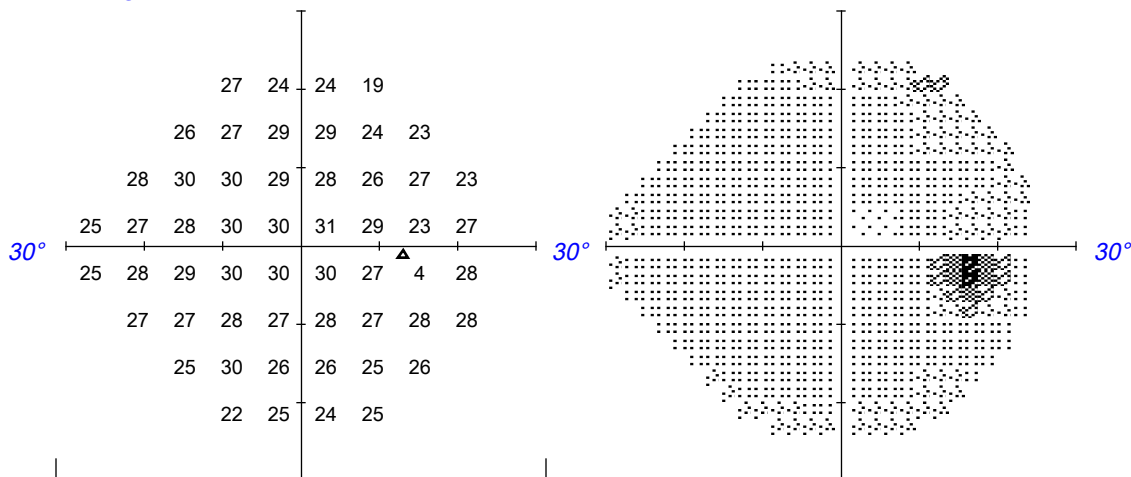 27 24 24 19
26 27 29 29 24 23
28 30 30 29 28 26 27 23
25 27 28 30 30 31 29 23 27
30° 30° 30°
25 28 29 30 30 30 27 4 28
27 27 28 27 28 27 28 28
25 30 26 26 25 26
22 25 24 25